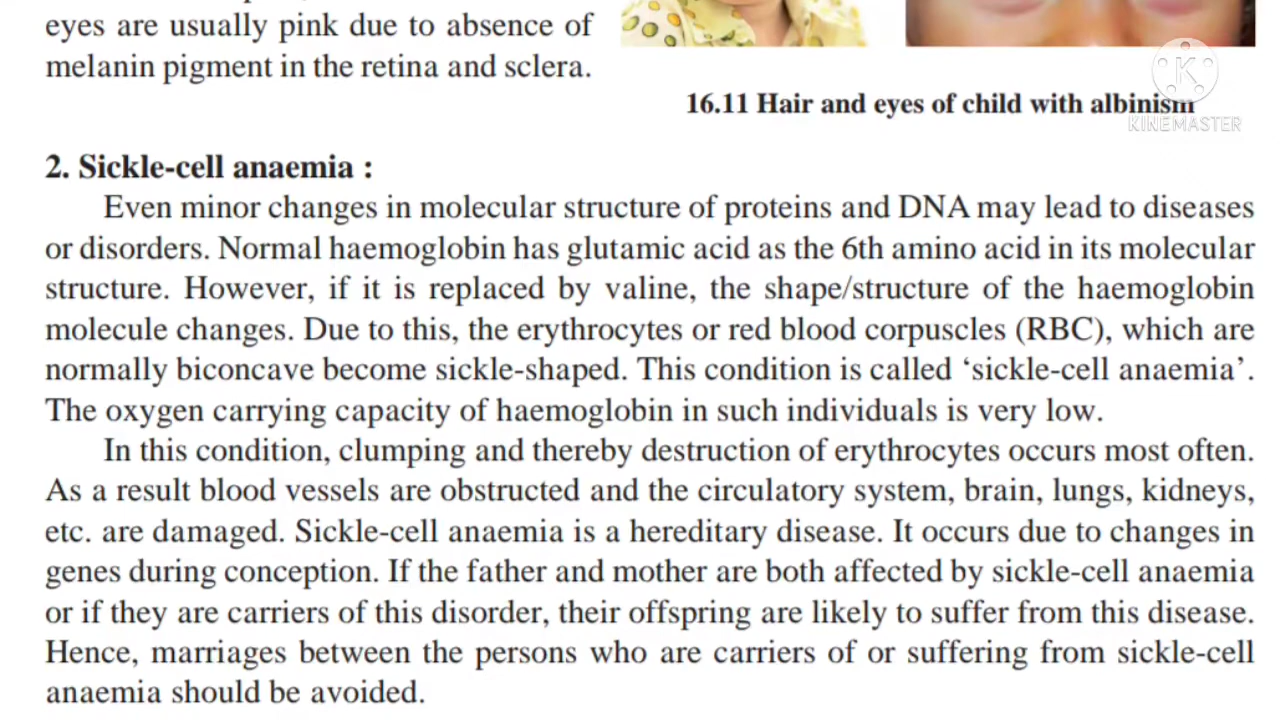 eyes are usually pink due to absence of
melanin pigment in the retina and sclera.
K
KINEMASTER
16.11 Hair and eyes of child with albinism
2. Sickle-cell anaemia :
Even minor changes in molecular structure of proteins and DNA may lead to diseases
or disorders. Normal haemoglobin has glutamic acid as the 6th amino acid in its molecular
structure. However, if it is replaced by valine, the shape/structure of the haemoglobin
molecule changes. Due to this, the erythrocytes or red blood corpuscles (RBC), which are
normally biconcave become sickle-shaped. This condition is called ‘sickle-cell anaemia’.
The oxygen carrying capacity of haemoglobin in such individuals is very low.
In this condition, clumping and thereby destruction of erythrocytes occurs most often.
As a result blood vessels are obstructed and the circulatory system, brain, lungs, kidneys,
etc. are damaged. Sickle-cell anaemia is a hereditary disease. It occurs due to changes in
genes during conception. If the father and mother are both affected by sickle-cell anaemia
or if they are carriers of this disorder, their offspring are likely to suffer from this disease.
Hence, marriages between the persons who are carriers of or suffering from sickle-cell
anaemia should be avoided.